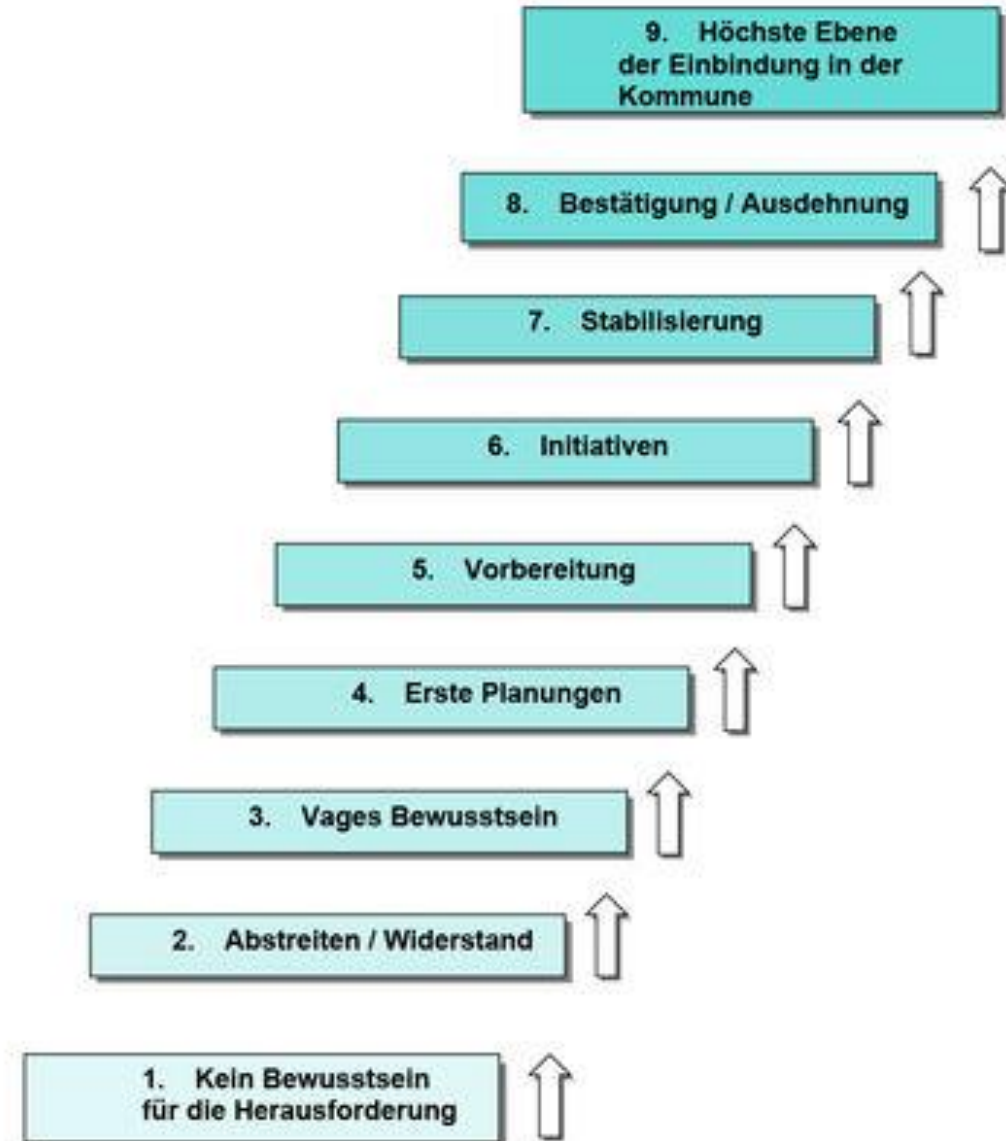 9. Höchste Ebene
der Einbindung in der
Kommune
8. Bestätigung / Ausdehnung
7. Stabilisierung
6. Initiativen
5. Vorbereitung
4. Erste Planungen
3. Vages Bewusstsein
2. Abstreiten / Widerstand
1. Kein Bewusstsein
für die Herausforderung